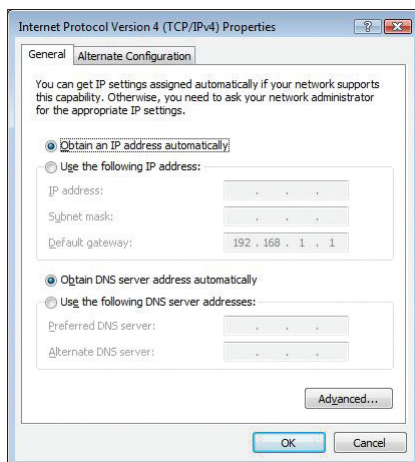 Internet Protocol Version 4 (TCP/IPv4) Properties
General
Alternate Configuration
You can get IP settings assigned automatically if your network supports
this capability. Otherwise, you need to ask your network administrator
for the appropriate IP settings.
Obtain an IP address automatically
Use the following IP address:
IP address: . . .
Subnet mask: . . .
Default gateway: 192 . 168 . 1 . 1
Obtain DNS server address automatically
Use the following DNS server addresses:
Preferred DNS server: . . .
Alternate DNS server: . . .
Advanced...
OK
Cancel